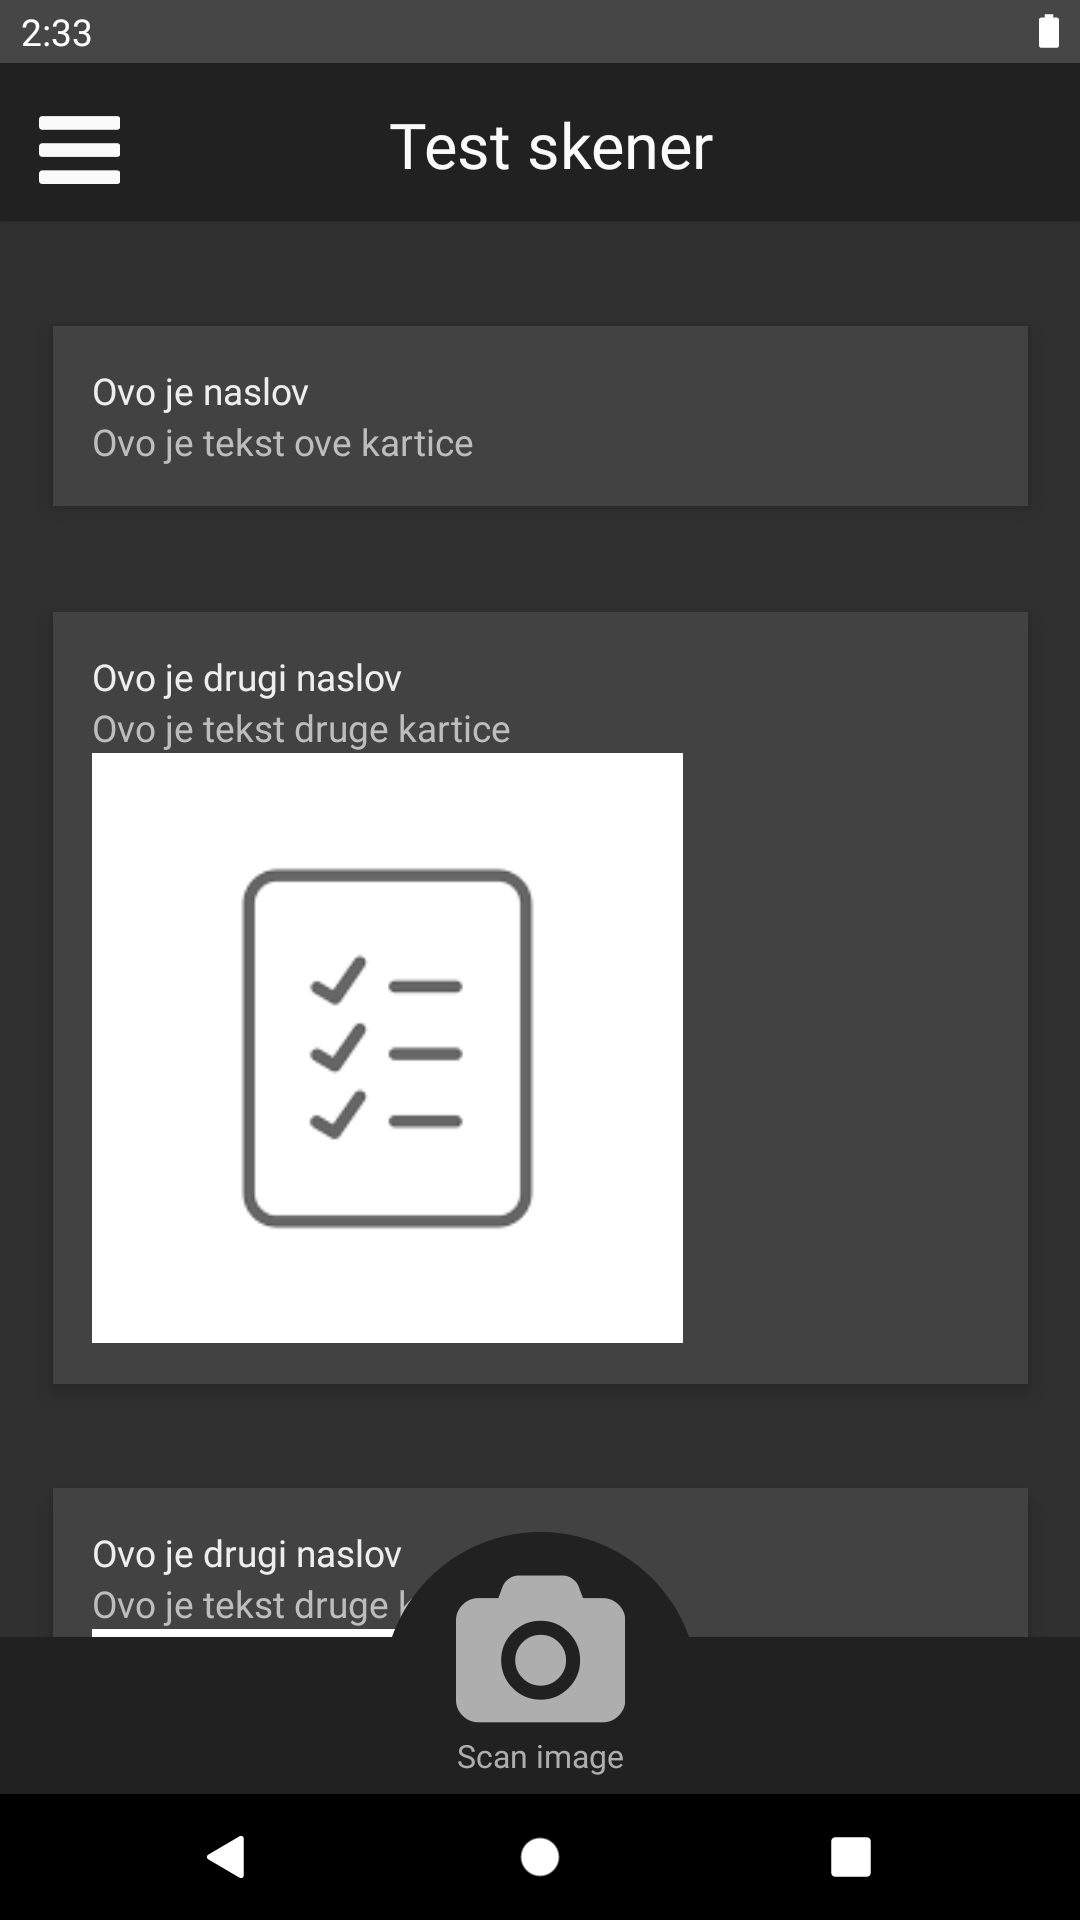 2:33
Test skener
Ovo je naslov
Ovo je tekst ove kartice
Ovo je drugi naslov
Ovo je tekst druge kartice
Ovo je drugi naslov
Ovo je tekst druge
Scan image